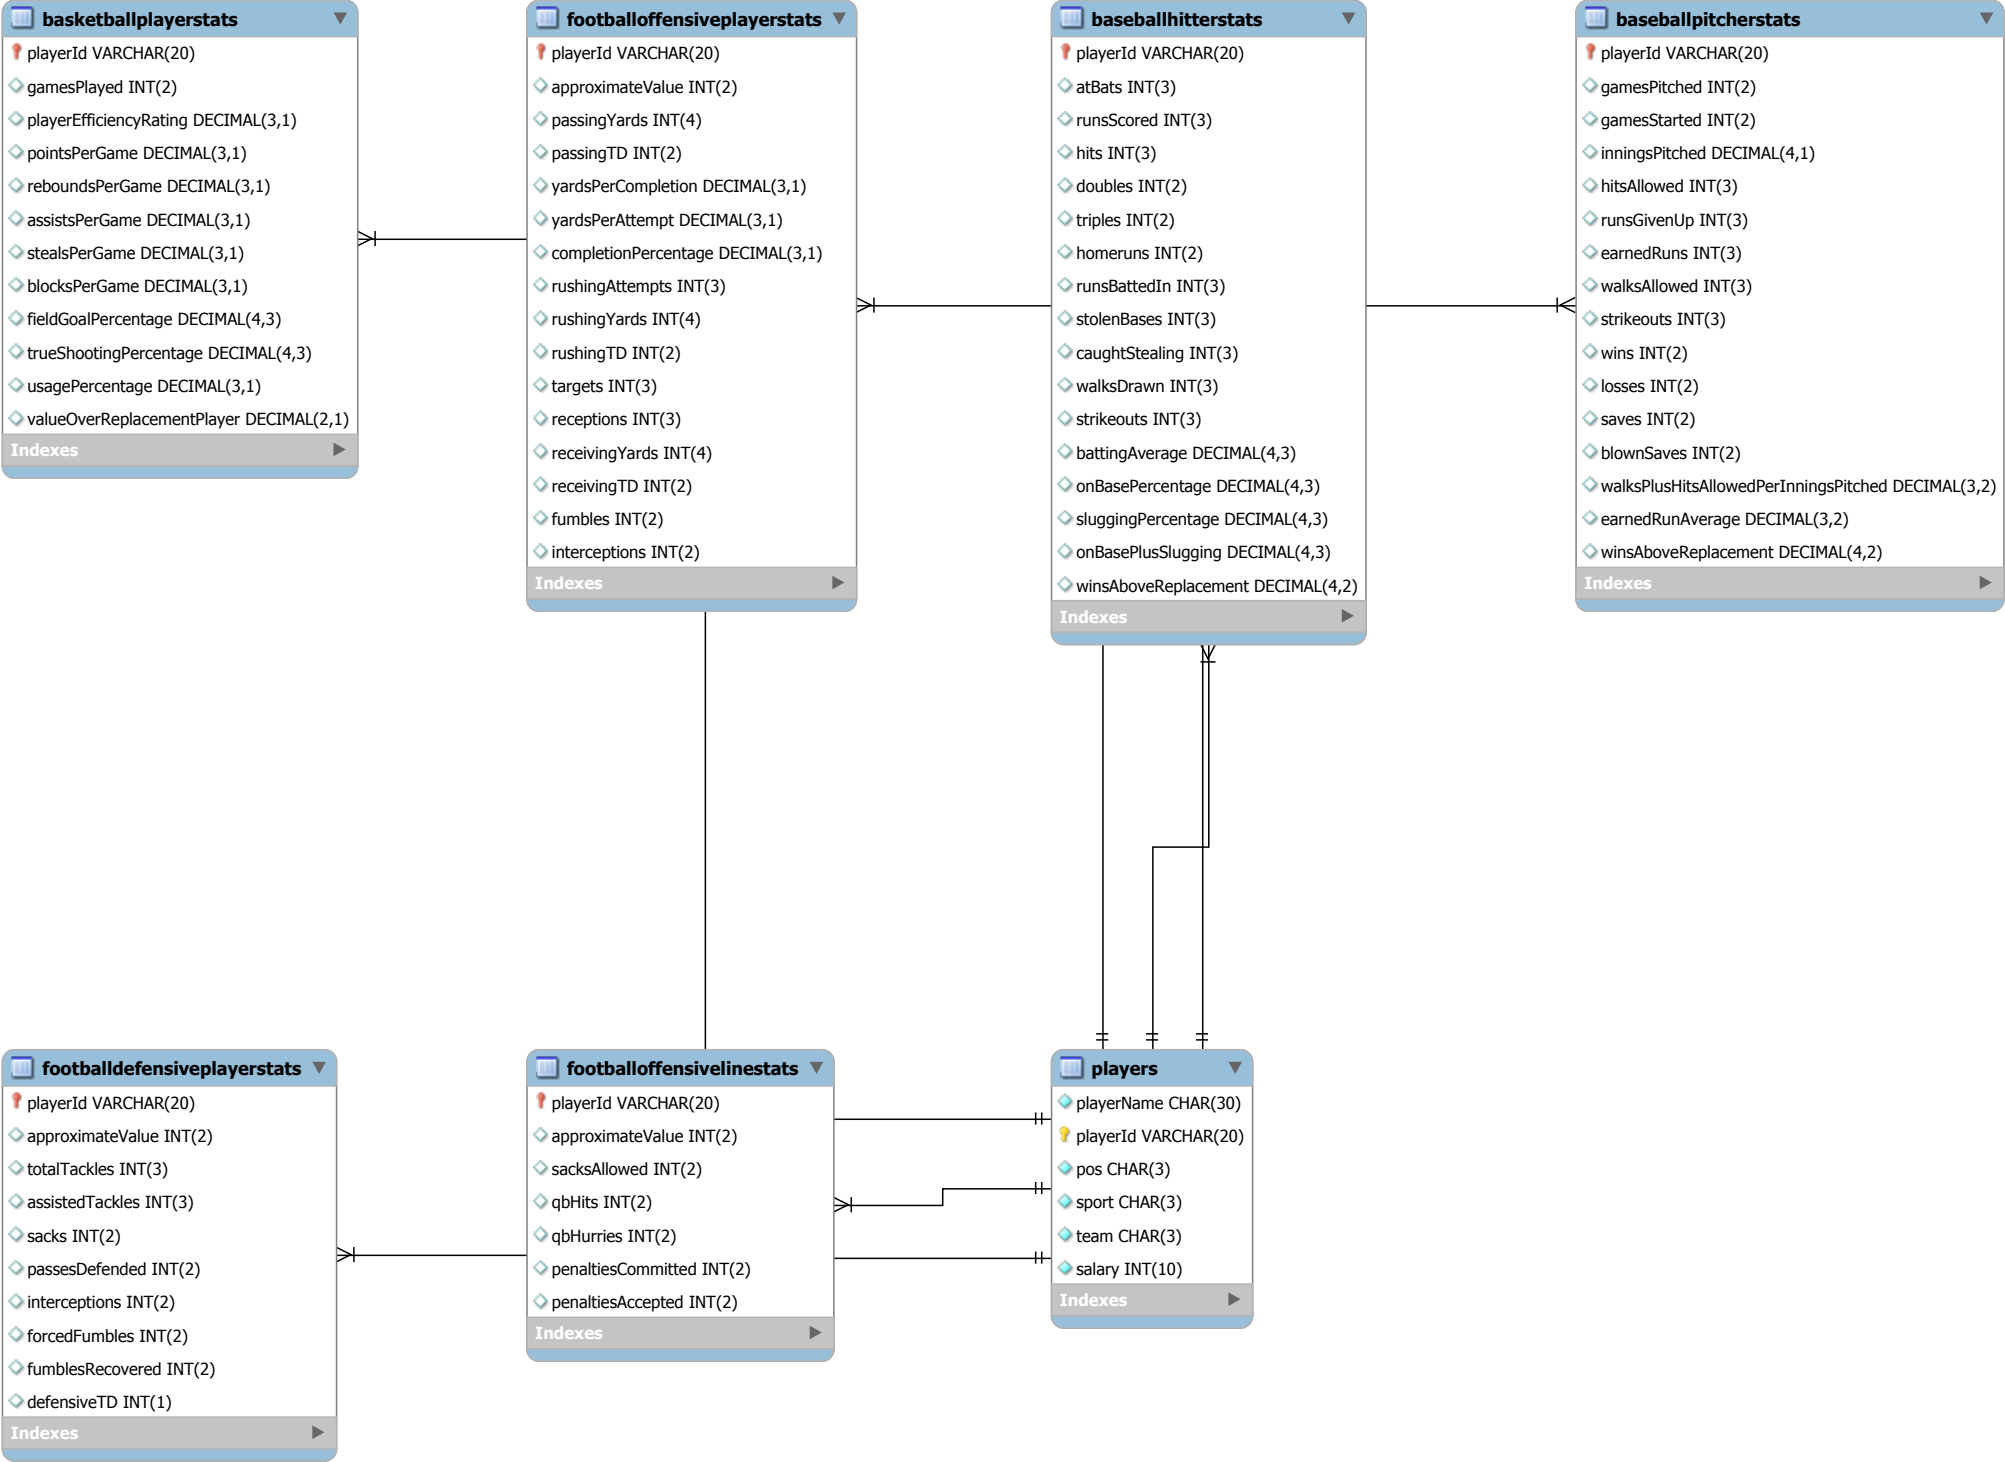 basketballplayerstats
playerId VARCHAR(20)
gamesPlayed INT(2)
playerEfficiencyRating DECIMAL(3,1)
pointsPerGame DECIMAL(3,1)
reboundsPerGame DECIMAL(3,1)
assistsPerGame DECIMAL(3,1)
stealsPerGame DECIMAL(3,1)
blocksPerGame DECIMAL(3,1)
fieldGoalPercentage DECIMAL(4,3)
trueShootingPercentage DECIMAL(4,3)
usagePercentage DECIMAL(3,1)
valueOverReplacementPlayer DECIMAL(2,1)
Indexes
footballoffensiveplayerstats
playerId VARCHAR(20)
approximateValue INT(2)
passingYards INT(4)
passingTD INT(2)
yardsPerCompletion DECIMAL(3,1)
yardsPerAttempt DECIMAL(3,1)
completionPercentage DECIMAL(3,1)
rushingAttempts INT(3)
rushingYards INT(4)
rushingTD INT(2)
targets INT(3)
receptions INT(3)
receivingYards INT(4)
receivingTD INT(2)
fumbles INT(2)
interceptions INT(2)
Indexes
baseballhitterstats
playerId VARCHAR(20)
atBats INT(3)
runsScored INT(3)
hits INT(3)
doubles INT(2)
triples INT(2)
homeruns INT(2)
runsBattedIn INT(3)
stolenBases INT(3)
caughtStealing INT(3)
walksDrawn INT(3)
strikeouts INT(3)
battingAverage DECIMAL(4,3)
onBasePercentage DECIMAL(4,3)
sluggingPercentage DECIMAL(4,3)
onBasePlusSlugging DECIMAL(4,3)
winsAboveReplacement DECIMAL(4,2)
Indexes
baseballpitcherstats
playerId VARCHAR(20)
gamesPitched INT(2)
gamesStarted INT(2)
inningsPitched DECIMAL(4,1)
hitsAllowed INT(3)
runsGivenUp INT(3)
earnedRuns INT(3)
walksAllowed INT(3)
strikeouts INT(3)
wins INT(2)
losses INT(2)
saves INT(2)
blownSaves INT(2)
walksPlusHitsAllowedPerInningsPitched DECIMAL(3,2)
earnedRunAverage DECIMAL(3,2)
winsAboveReplacement DECIMAL(4,2)
Indexes
footballdefensiveplayerstats
playerId VARCHAR(20)
approximateValue INT(2)
totalTackles INT(3)
assistedTackles INT(3)
sacks INT(2)
passesDefended INT(2)
interceptions INT(2)
forcedFumbles INT(2)
fumblesRecovered INT(2)
defensiveTD INT(1)
Indexes
footballoffensivelinestats
playerId VARCHAR(20)
approximateValue INT(2)
sacksAllowed INT(2)
qbHits INT(2)
qbHurries INT(2)
penaltiesCommitted INT(2)
penaltiesAccepted INT(2)
Indexes
players
playerName CHAR(30)
playerId VARCHAR(20)
pos CHAR(3)
sport CHAR(3)
team CHAR(3)
salary INT(10)
Indexes